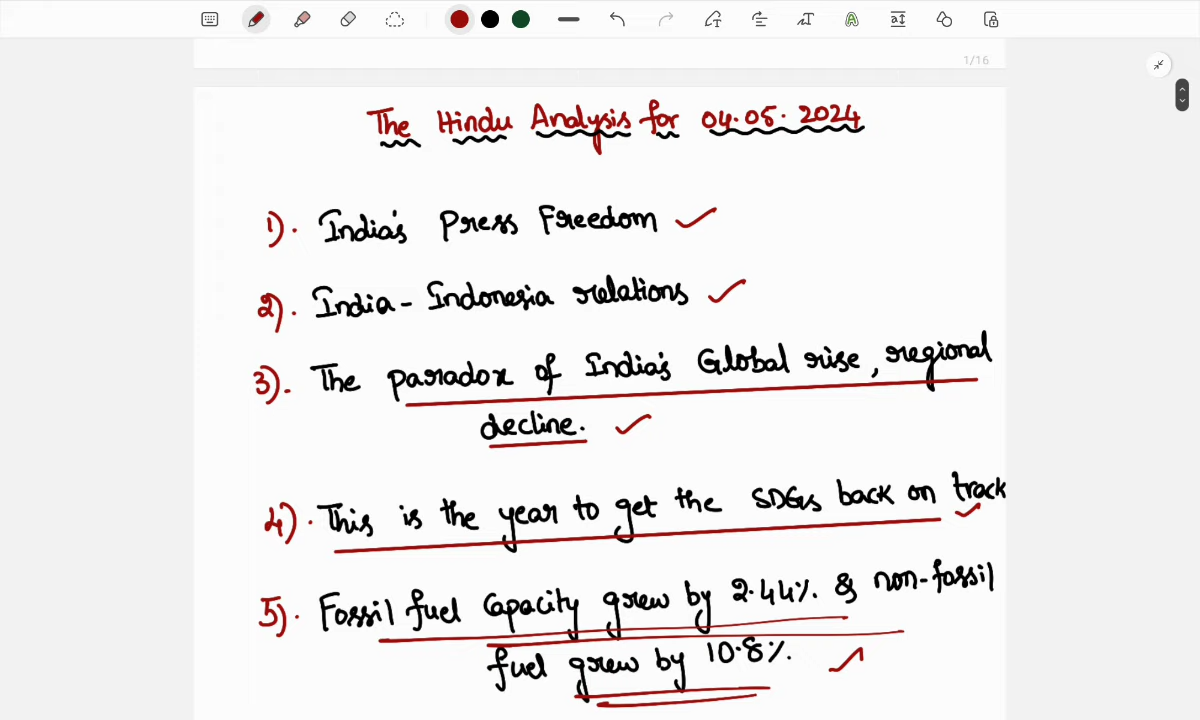 1/16
The Hindu Analysis for 04.05.2024
1). India's Press Freedom
2). India - Indonesia relations
3). The paradox of India's Global rise, regional
decline.
4). This is the year to get the SDGs back on track
5). Fossil fuel capacity grew by 2.44% & non-fossil
fuel grew by 10.8%.